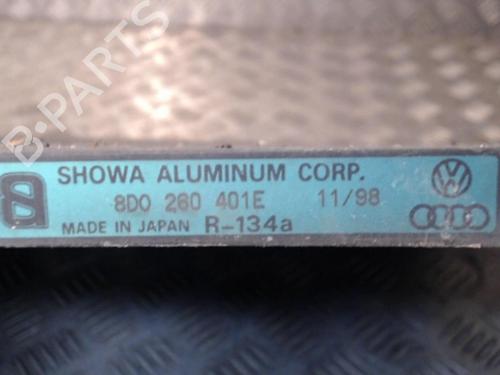 B-PARTS
SHOWA ALUMINUM CORP.
8D0 260 401E 11/98
MADE IN JAPAN R-134a